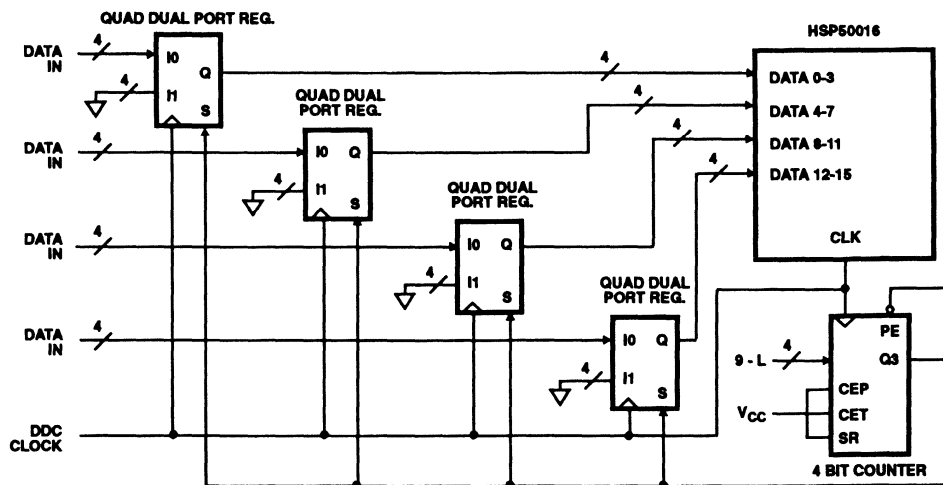 QUAD DUAL PORT REG.
HSP50016
DATA
IN
4
I0
Q
4
4
I1
S
DATA 0-3
QUAD DUAL
PORT REG.
4
DATA 4-7
DATA
IN
4
I0
Q
4
I1
S
4
DATA 8-11
4
DATA 12-15
QUAD DUAL
PORT REG.
DATA
IN
4
I0
Q
4
I1
S
CLK
QUAD DUAL
PORT REG.
DATA
IN
4
I0
Q
4
I1
S
PE
9 - L
4
Q3
CEP
VCC
CET
SR
DDC
CLOCK
4 BIT COUNTER